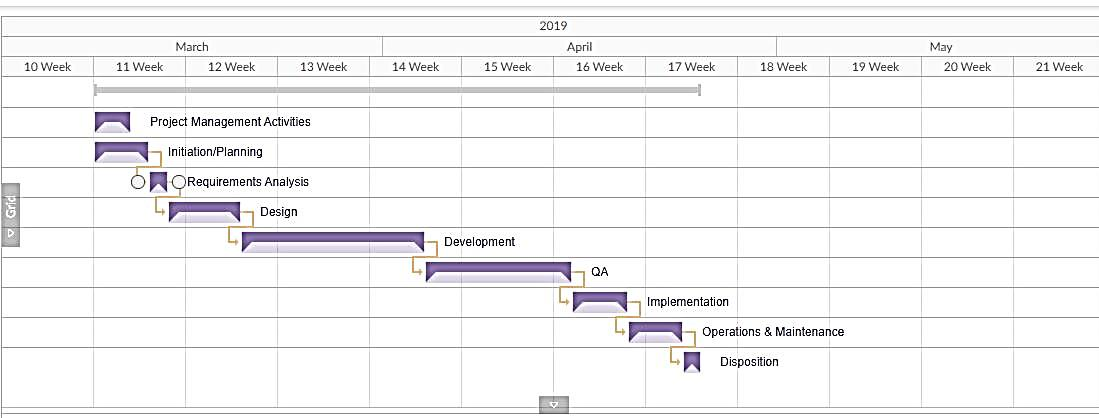 2019
March April May
10 Week 11 Week 12 Week 13 Week 14 Week 15 Week 16 Week 17 Week 18 Week 19 Week 20 Week 21 Week
Project Management Activities
Initiation/Planning
Requirements Analysis
Grid
Design
Development
QA
Implementation
Operations & Maintenance
Disposition